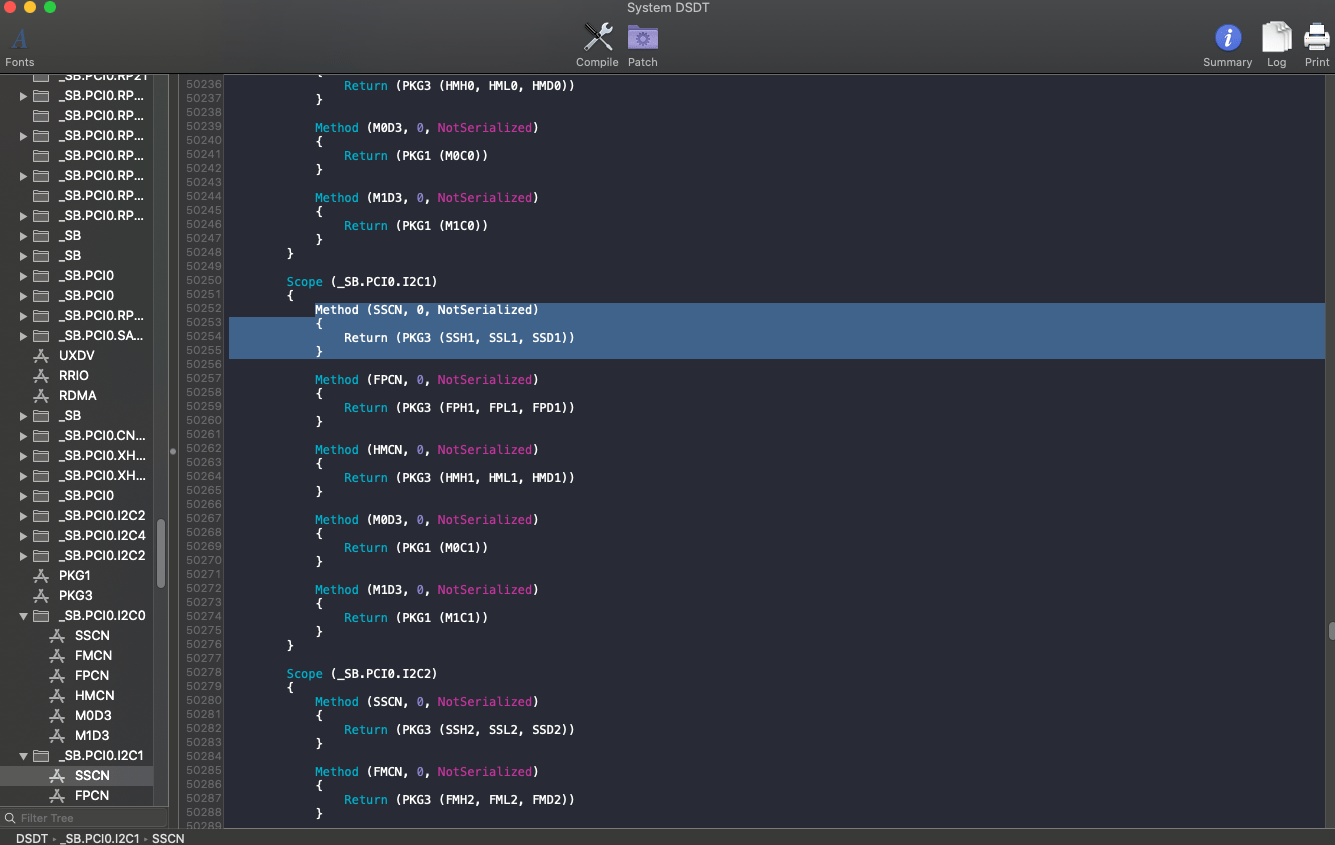 System DSDT
Fonts
Compile
Patch
Summary
Log
Print
_SB.PCI0.RP21
_SB.PCI0.RP...
_SB.PCI0.RP...
_SB.PCI0.RP...
_SB.PCI0.RP...
_SB.PCI0.RP...
_SB.PCI0.RP...
_SB.PCI0.RP...
_SB
_SB
_SB.PCI0
_SB.PCI0
_SB.PCI0.RP...
_SB.PCI0.SA...
UXDV
RRIO
RDMA
_SB
_SB.PCI0.CN...
_SB.PCI0.XH...
_SB.PCI0.XH...
_SB.PCI0
_SB.PCI0.I2C2
_SB.PCI0.I2C4
_SB.PCI0.I2C2
PKG1
PKG3
_SB.PCI0.I2C0
SSCN
FMCN
FPCN
HMCN
M0D3
M1D3
_SB.PCI0.I2C1
SSCN
FPCN
Filter Tree
{
50236 Return (PKG3 (HMH0, HML0, HMD0))
50237 }
50238
50239 Method (M0D3, 0, NotSerialized)
50240 {
50241 Return (PKG1 (M0C0))
50242 }
50243
50244 Method (M1D3, 0, NotSerialized)
50245 {
50246 Return (PKG1 (M1C0))
50247 }
50248 }
50249
50250 Scope (_SB.PCI0.I2C1)
50251 {
50252 Method (SSCN, 0, NotSerialized)
50253 {
50254 Return (PKG3 (SSH1, SSL1, SSD1))
50255 }
50256
50257 Method (FPCN, 0, NotSerialized)
50258 {
50259 Return (PKG3 (FPH1, FPL1, FPD1))
50260 }
50261
50262 Method (HMCN, 0, NotSerialized)
50263 {
50264 Return (PKG3 (HMH1, HML1, HMD1))
50265 }
50266
50267 Method (M0D3, 0, NotSerialized)
50268 {
50269 Return (PKG1 (M0C1))
50270 }
50271
50272 Method (M1D3, 0, NotSerialized)
50273 {
50274 Return (PKG1 (M1C1))
50275 }
50276 }
50277
50278 Scope (_SB.PCI0.I2C2)
50279 {
50280 Method (SSCN, 0, NotSerialized)
50281 {
50282 Return (PKG3 (SSH2, SSL2, SSD2))
50283 }
50284
50285 Method (FMCN, 0, NotSerialized)
50286 {
50287 Return (PKG3 (FMH2, FML2, FMD2))
50288 }
50289
DSDT _SB.PCI0.I2C1 SSCN